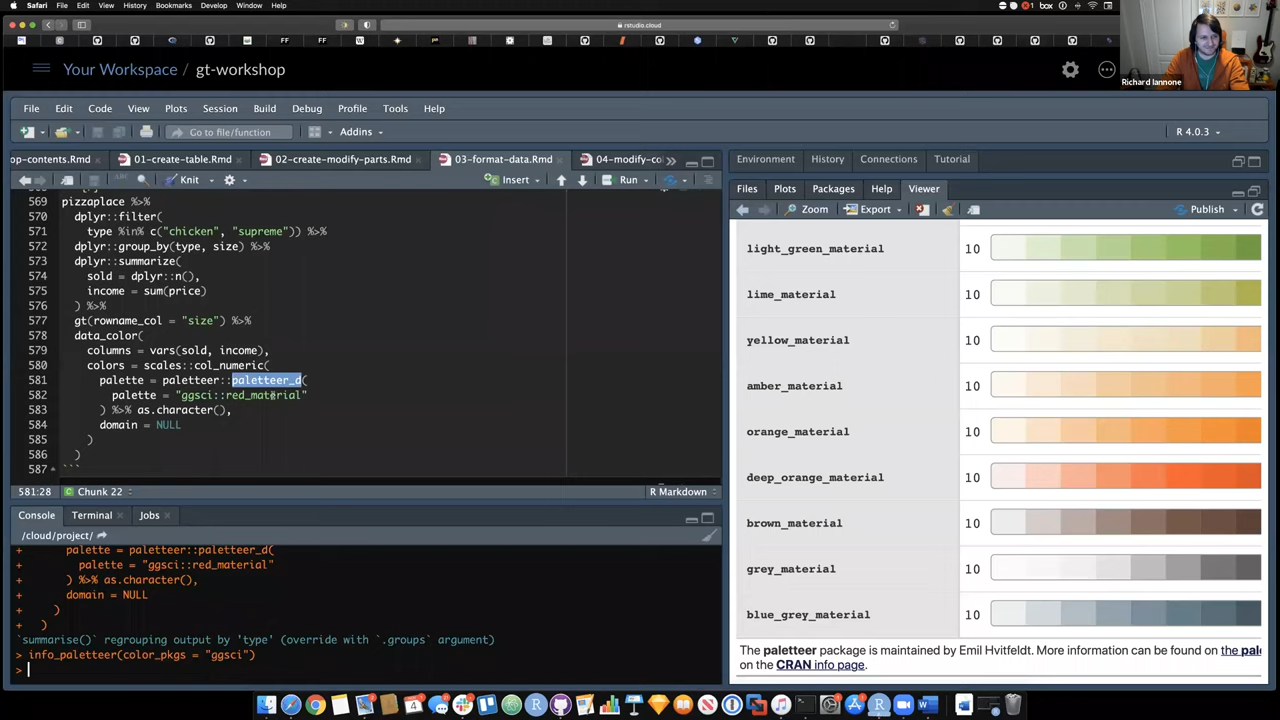 Safari File Edit View History Bookmarks Develop Window Help
box
rstudio.cloud
FF FF
Your Workspace / gt-workshop
Richard Iannone
File Edit Code View Plots Session Build Debug Profile Tools Help
Go to file/function
Addins
R 4.0.3
op-contents.Rmd 01-create-table.Rmd 02-create-modify-parts.Rmd 03-format-data.Rmd 04-modify-co
Knit
Insert
Run
569 pizzaplace %>%
570 dplyr::filter(
571 type %in% c("chicken", "supreme")) %>%
572 dplyr::group_by(type, size) %>%
573 dplyr::summarize(
574 sold = dplyr::n(),
575 income = sum(price)
576 ) %>%
577 gt(rowname_col = "size") %>%
578 data_color(
579 columns = vars(sold, income),
580 colors = scales::col_numeric(
581 palette = paletteer::paletteer_d(
582 palette = "ggsci::red_material"
583 ) %>% as.character(),
584 domain = NULL
585 )
586 )
587 ```
581:28 Chunk 22 R Markdown
Console Terminal Jobs
/cloud/project/
+ palette = paletteer::paletteer_d(
+ palette = "ggsci::red_material"
+ ) %>% as.character(),
+ domain = NULL
+ )
+ )
`summarise()` regrouping output by 'type' (override with `.groups` argument)
> info_paletteer(color_pkgs = "ggsci")
>
Environment History Connections Tutorial
Files Plots Packages Help Viewer
Zoom Export Publish
light_green_material 10
lime_material 10
yellow_material 10
amber_material 10
orange_material 10
deep_orange_material 10
brown_material 10
grey_material 10
blue_grey_material 10
The paletteer package is maintained by Emil Hvitfeldt. More information can be found on the pal
on the CRAN info page.